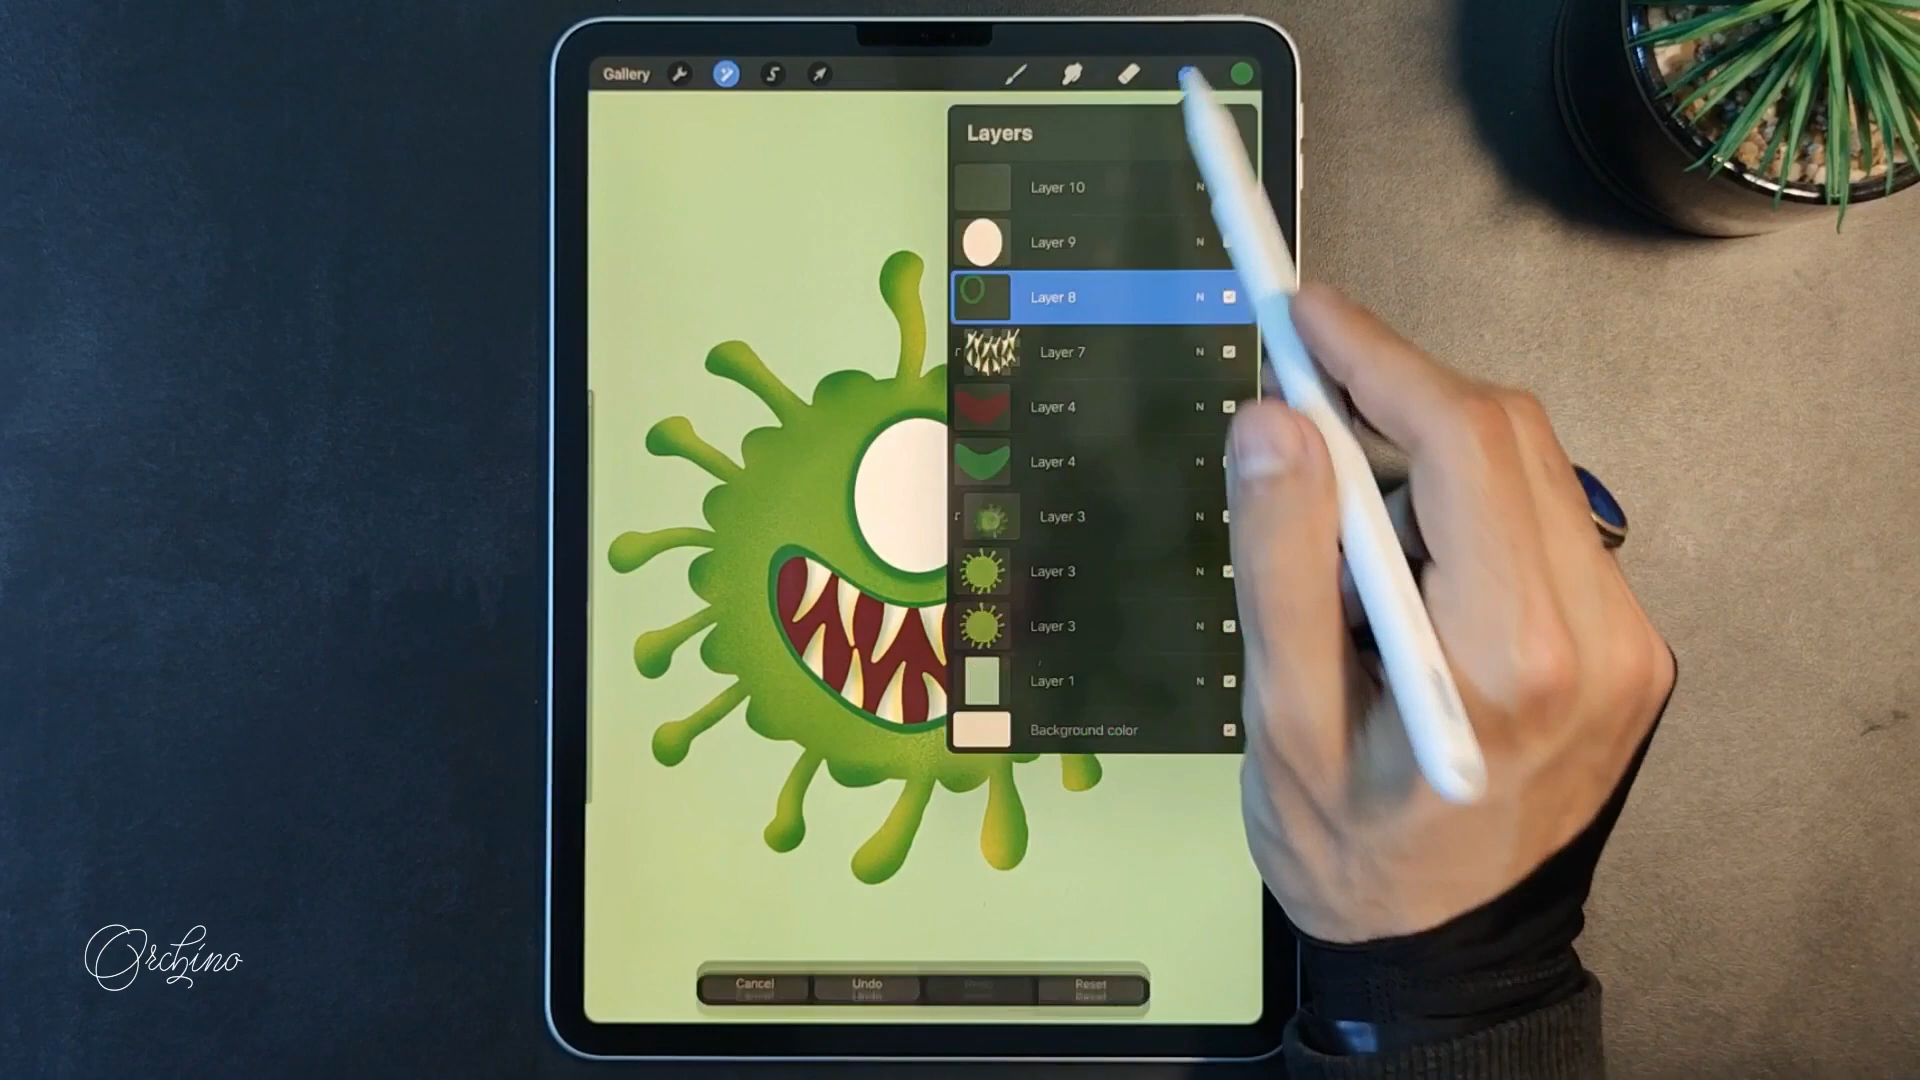 Gallery
Layers
Layer 10
N
Layer 9
N
Layer 8
N
Layer 7
N
Layer 4
N
Layer 4
N
Layer 3
N
Layer 3
N
Layer 3
N
Layer 1
N
Background color
Cancel
Undo
Reset
Orchino